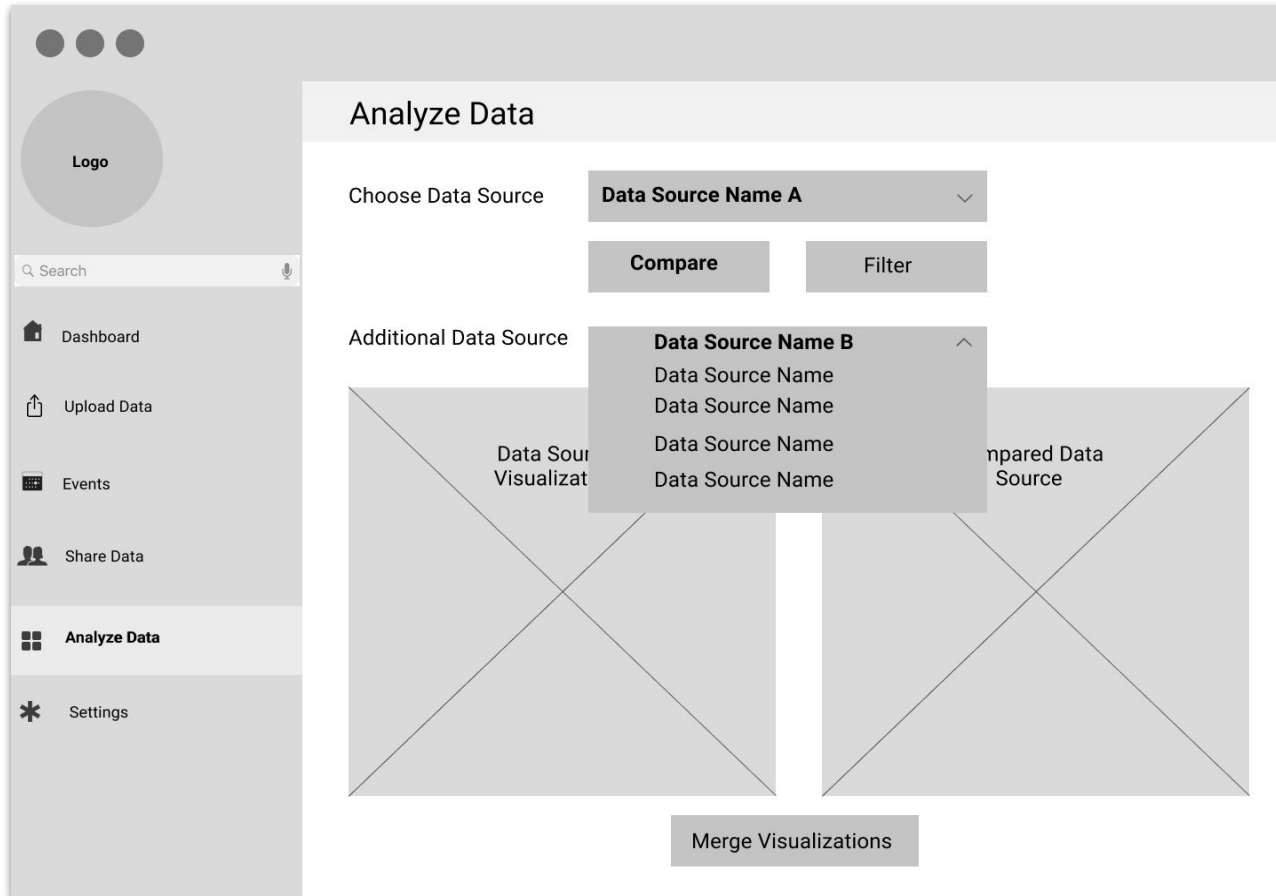 Logo
Search
Dashboard
Upload Data
Events
Share Data
Analyze Data
Settings
Analyze Data
Choose Data Source
Data Source Name A
Compare
Filter
Additional Data Source
Data Source Name B
Data Source Name
Data Source Name
Data Source Name
Data Source Name
Data Sour
Visualizat
mpared Data
Source
Merge Visualizations